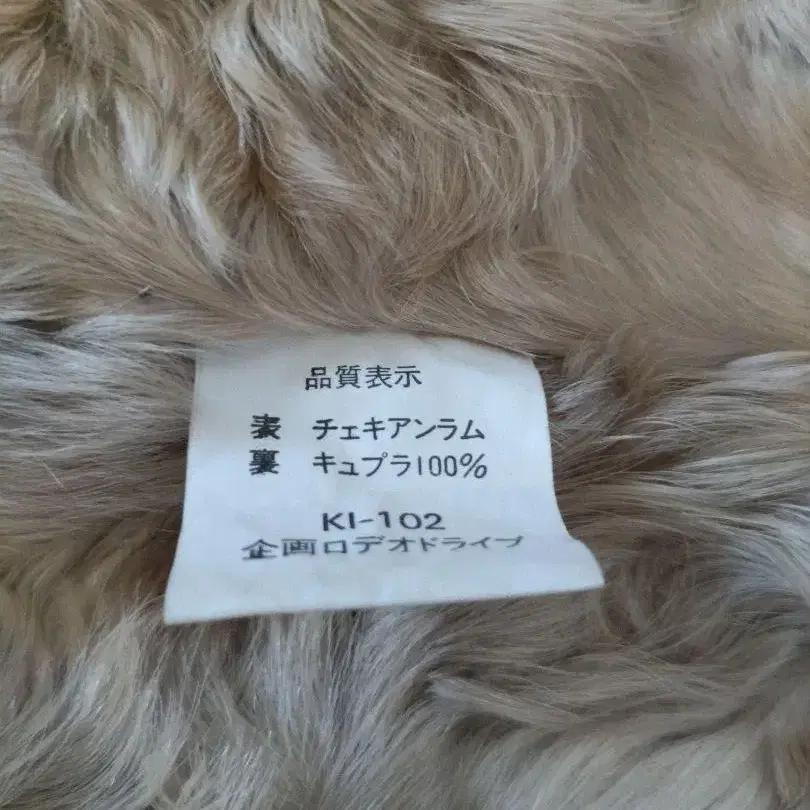 品質表示
表 チェキアンラム
裏 キュプラ100%
KI-102
企画ロデオドライブ